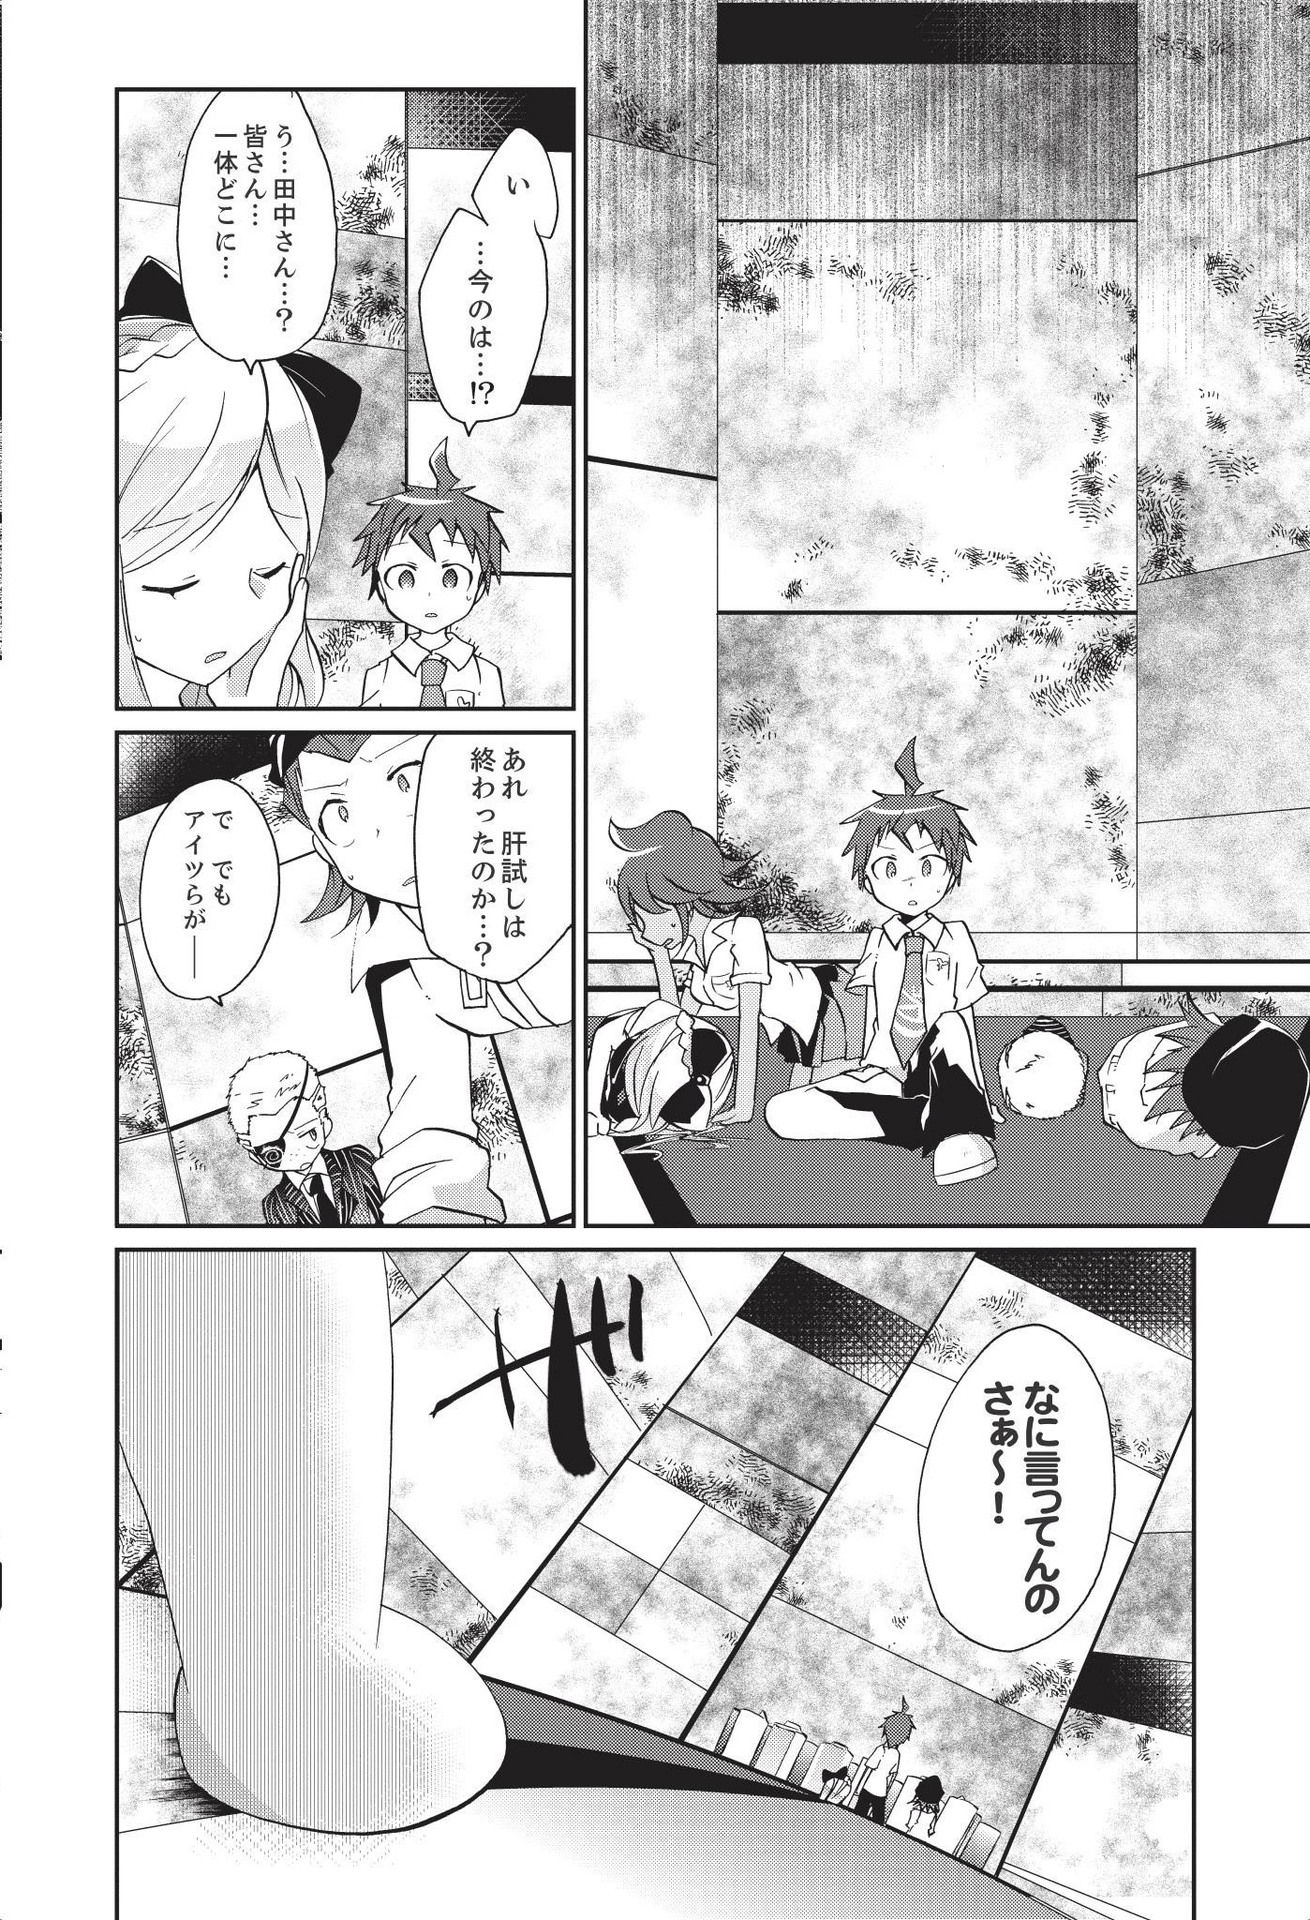 い
…今のは…!?
う…田中さん…？
皆さん…
一体どこに…
あれ　肝試しは
終わったのか…？
で　でも
アイツらが――
なに言ってんの
さぁ～！
ザ